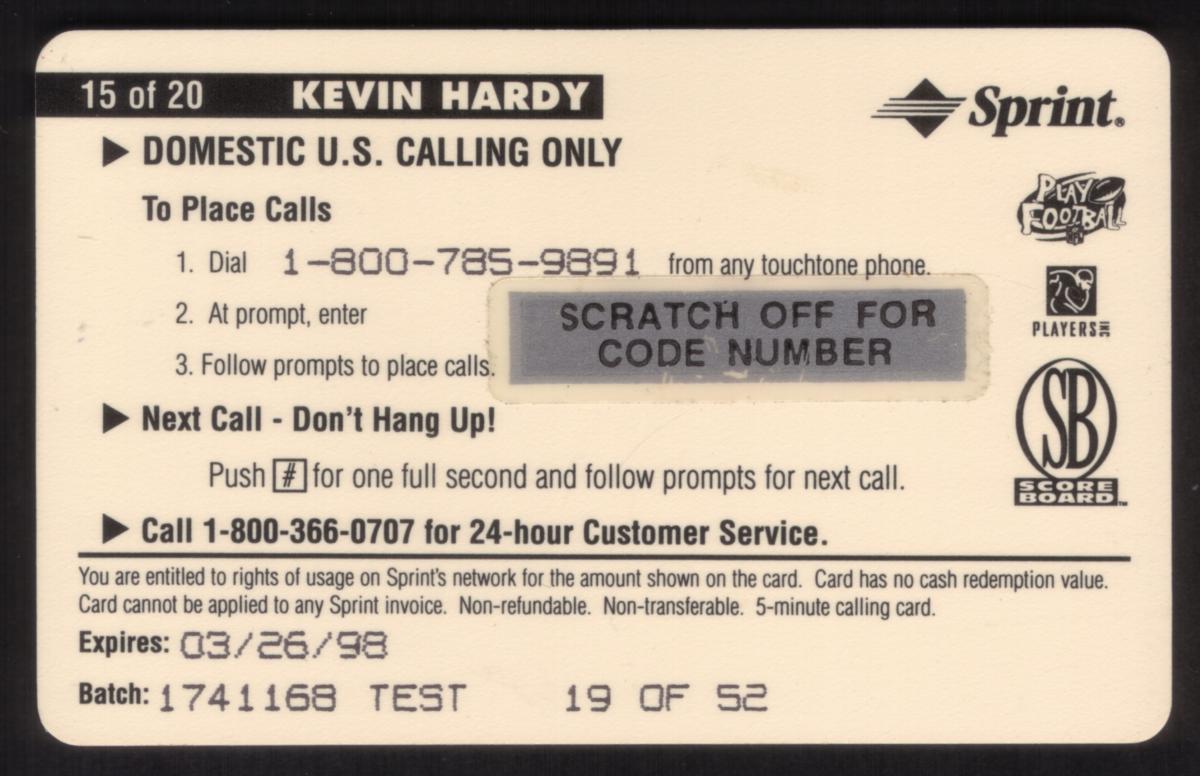 15 of 20 KEVIN HARDY
Sprint®
▶ DOMESTIC U.S. CALLING ONLY
To Place Calls
PLAY FOOTBALL
NFL
1. Dial 1-800-785-9891 from any touchtone phone.
2. At prompt, enter
SCRATCH OFF FOR
CODE NUMBER
PLAYERS INC
3. Follow prompts to place calls.
▶ Next Call - Don't Hang Up!
SB
SCORE
BOARD™
Push # for one full second and follow prompts for next call.
▶ Call 1-800-366-0707 for 24-hour Customer Service.
You are entitled to rights of usage on Sprint's network for the amount shown on the card. Card has no cash redemption value.
Card cannot be applied to any Sprint invoice. Non-refundable. Non-transferable. 5-minute calling card.
Expires: 03/26/98
Batch: 1741168 TEST 19 OF 52